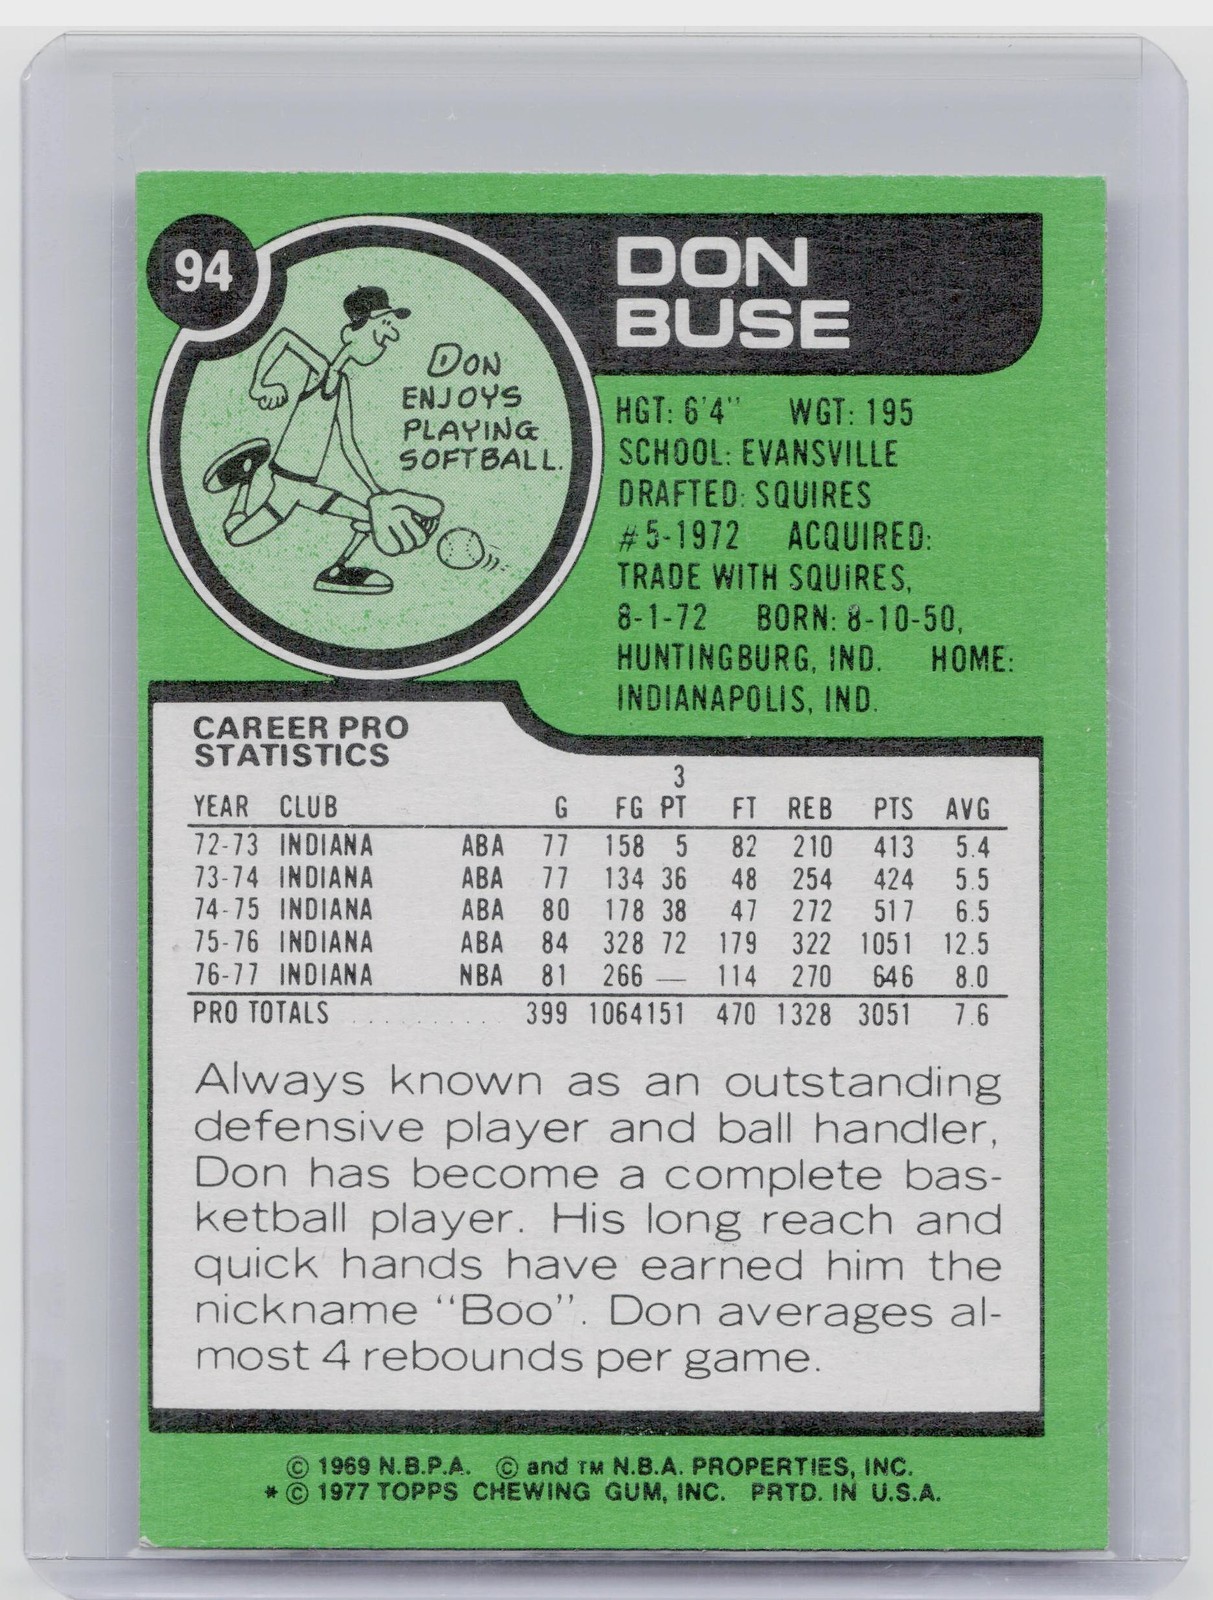 94
DON
BUSE
DON
ENJOYS
PLAYING
SOFTBALL.
HGT: 6'4" WGT: 195
SCHOOL: EVANSVILLE
DRAFTED: SQUIRES
#5-1972 ACQUIRED:
TRADE WITH SQUIRES,
8-1-72 BORN: 8-10-50,
HUNTINGBURG, IND. HOME:
INDIANAPOLIS, IND.
CAREER PRO
STATISTICS
3
YEAR CLUB G FG PT FT REB PTS AVG
72-73 INDIANA ABA 77 158 5 82 210 413 5.4
73-74 INDIANA ABA 77 134 36 48 254 424 5.5
74-75 INDIANA ABA 80 178 38 47 272 517 6.5
75-76 INDIANA ABA 84 328 72 179 322 1051 12.5
76-77 INDIANA NBA 81 266 — 114 270 646 8.0
PRO TOTALS .......... 399 1064 151 470 1328 3051 7.6
Always known as an outstanding
defensive player and ball handler,
Don has become a complete bas-
ketball player. His long reach and
quick hands have earned him the
nickname "Boo". Don averages al-
most 4 rebounds per game.
© 1969 N.B.P.A. © and TM N.B.A. PROPERTIES, INC.
* © 1977 TOPPS CHEWING GUM, INC. PRTD. IN U.S.A.